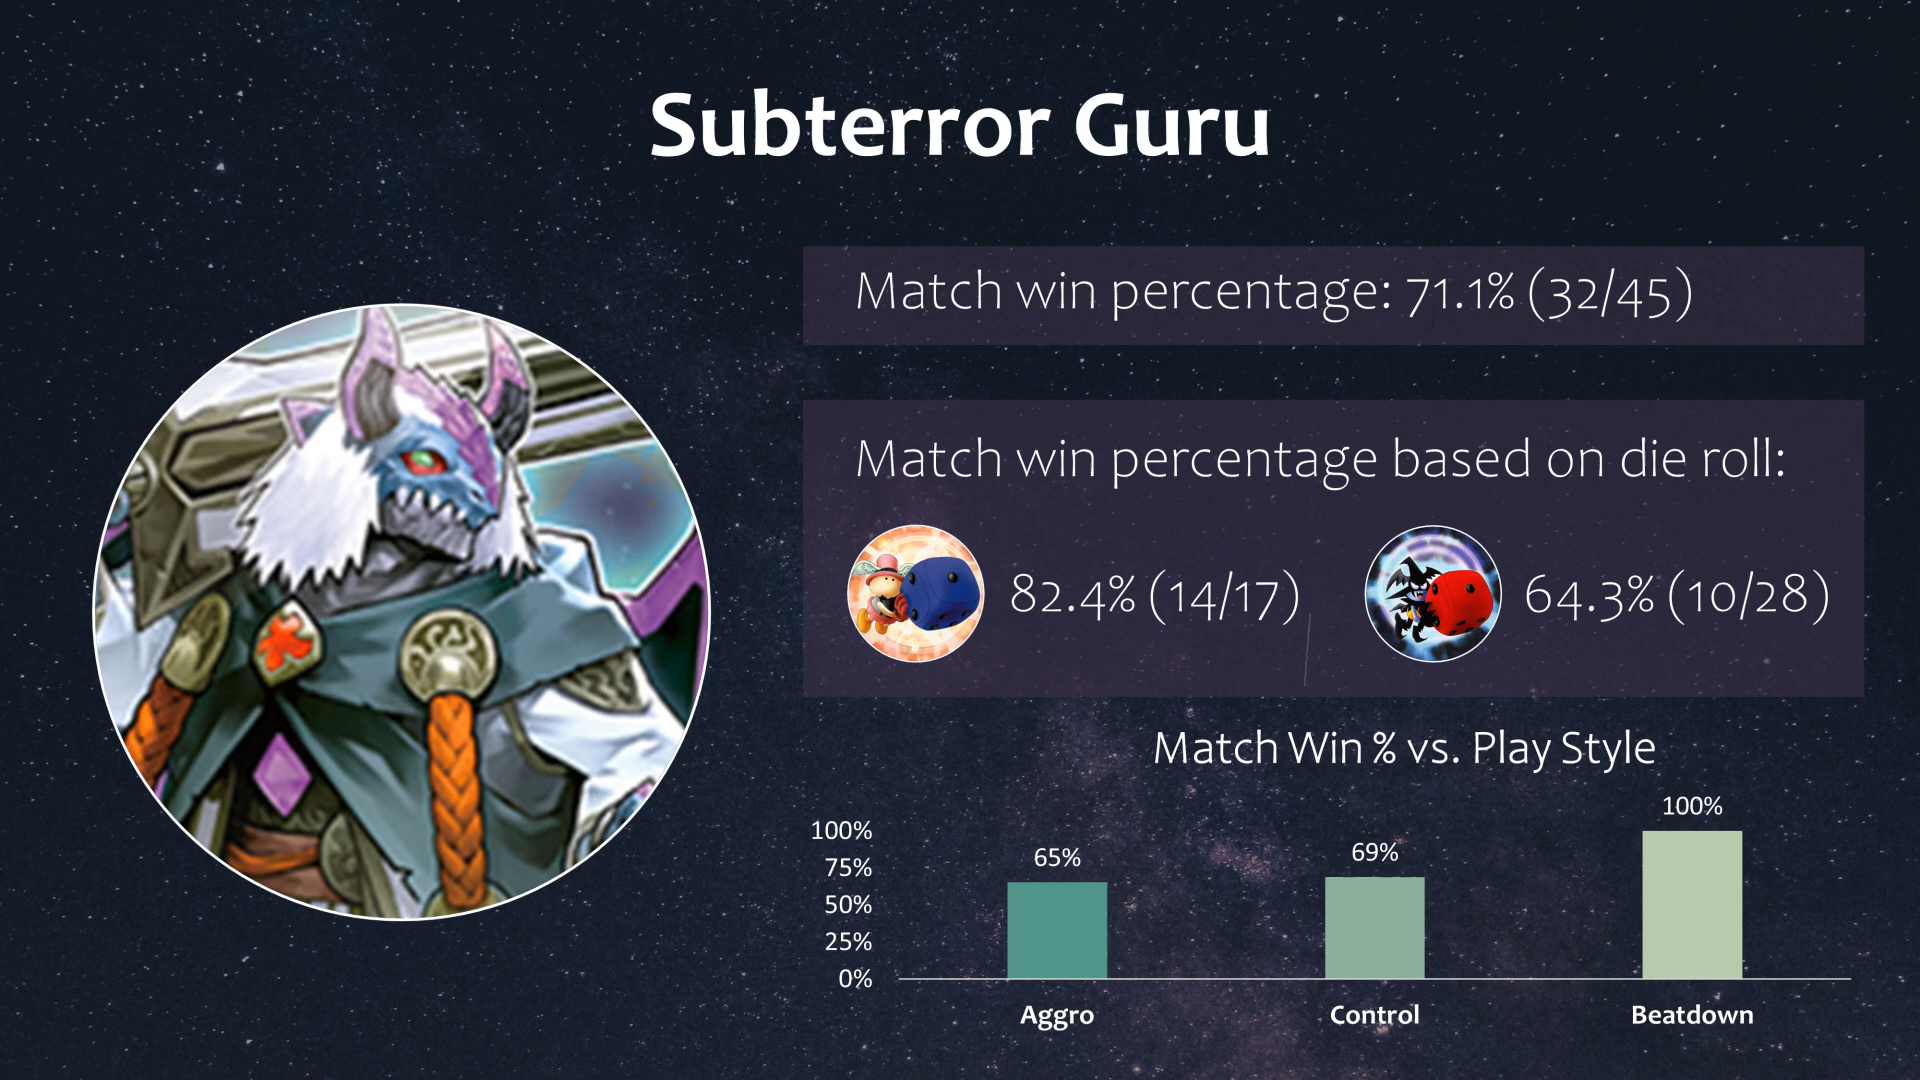 Subterror Guru
Match win percentage: 71.1% (32/45)
Match win percentage based on die roll:
82.4% (14/17)
64.3% (10/28)
Match Win % vs. Play Style
100%
75%
50%
25%
0%
65%
69%
100%
Aggro
Control
Beatdown